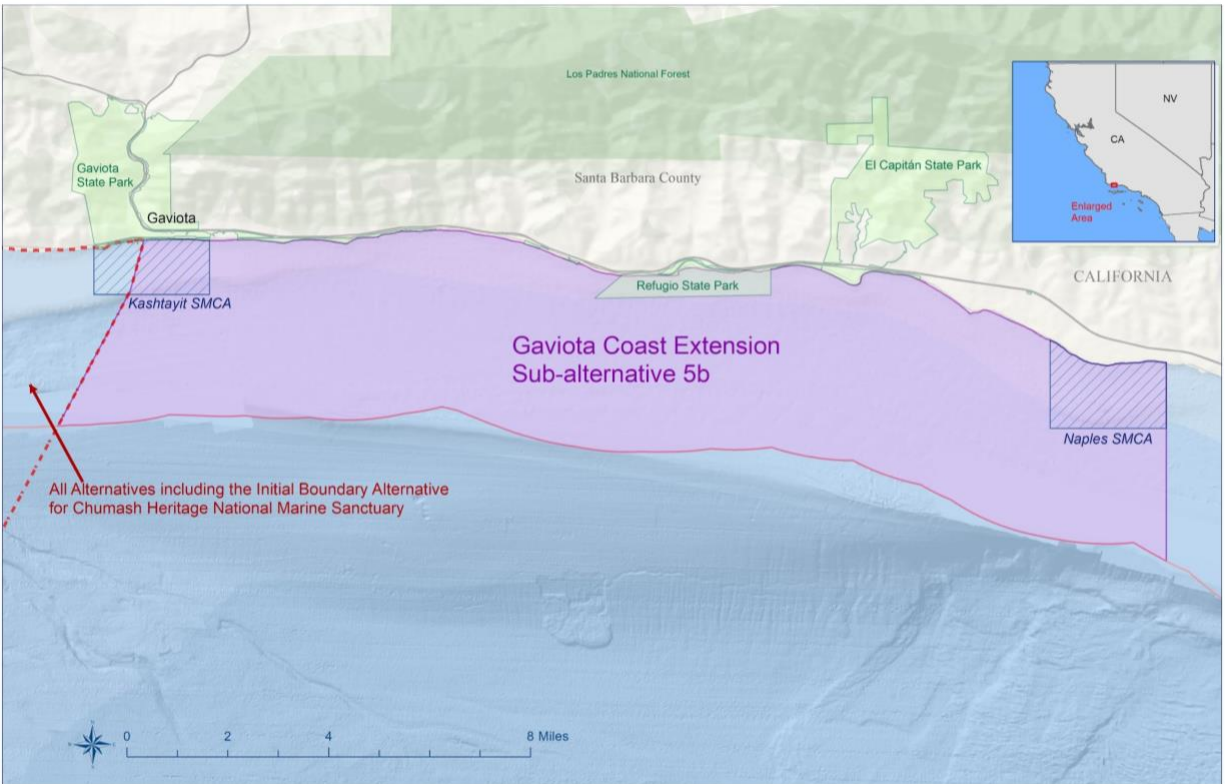 Los Padres National Forest
NV
CA
Enlarged
Area
Gaviota
State Park
El Capitán State Park
Santa Barbara County
Gaviota
CALIFORNIA
Refugio State Park
Kashtayit SMCA
Gaviota Coast Extension
Sub-alternative 5b
Naples SMCA
All Alternatives including the Initial Boundary Alternative
for Chumash Heritage National Marine Sanctuary
0 2 4 8 Miles